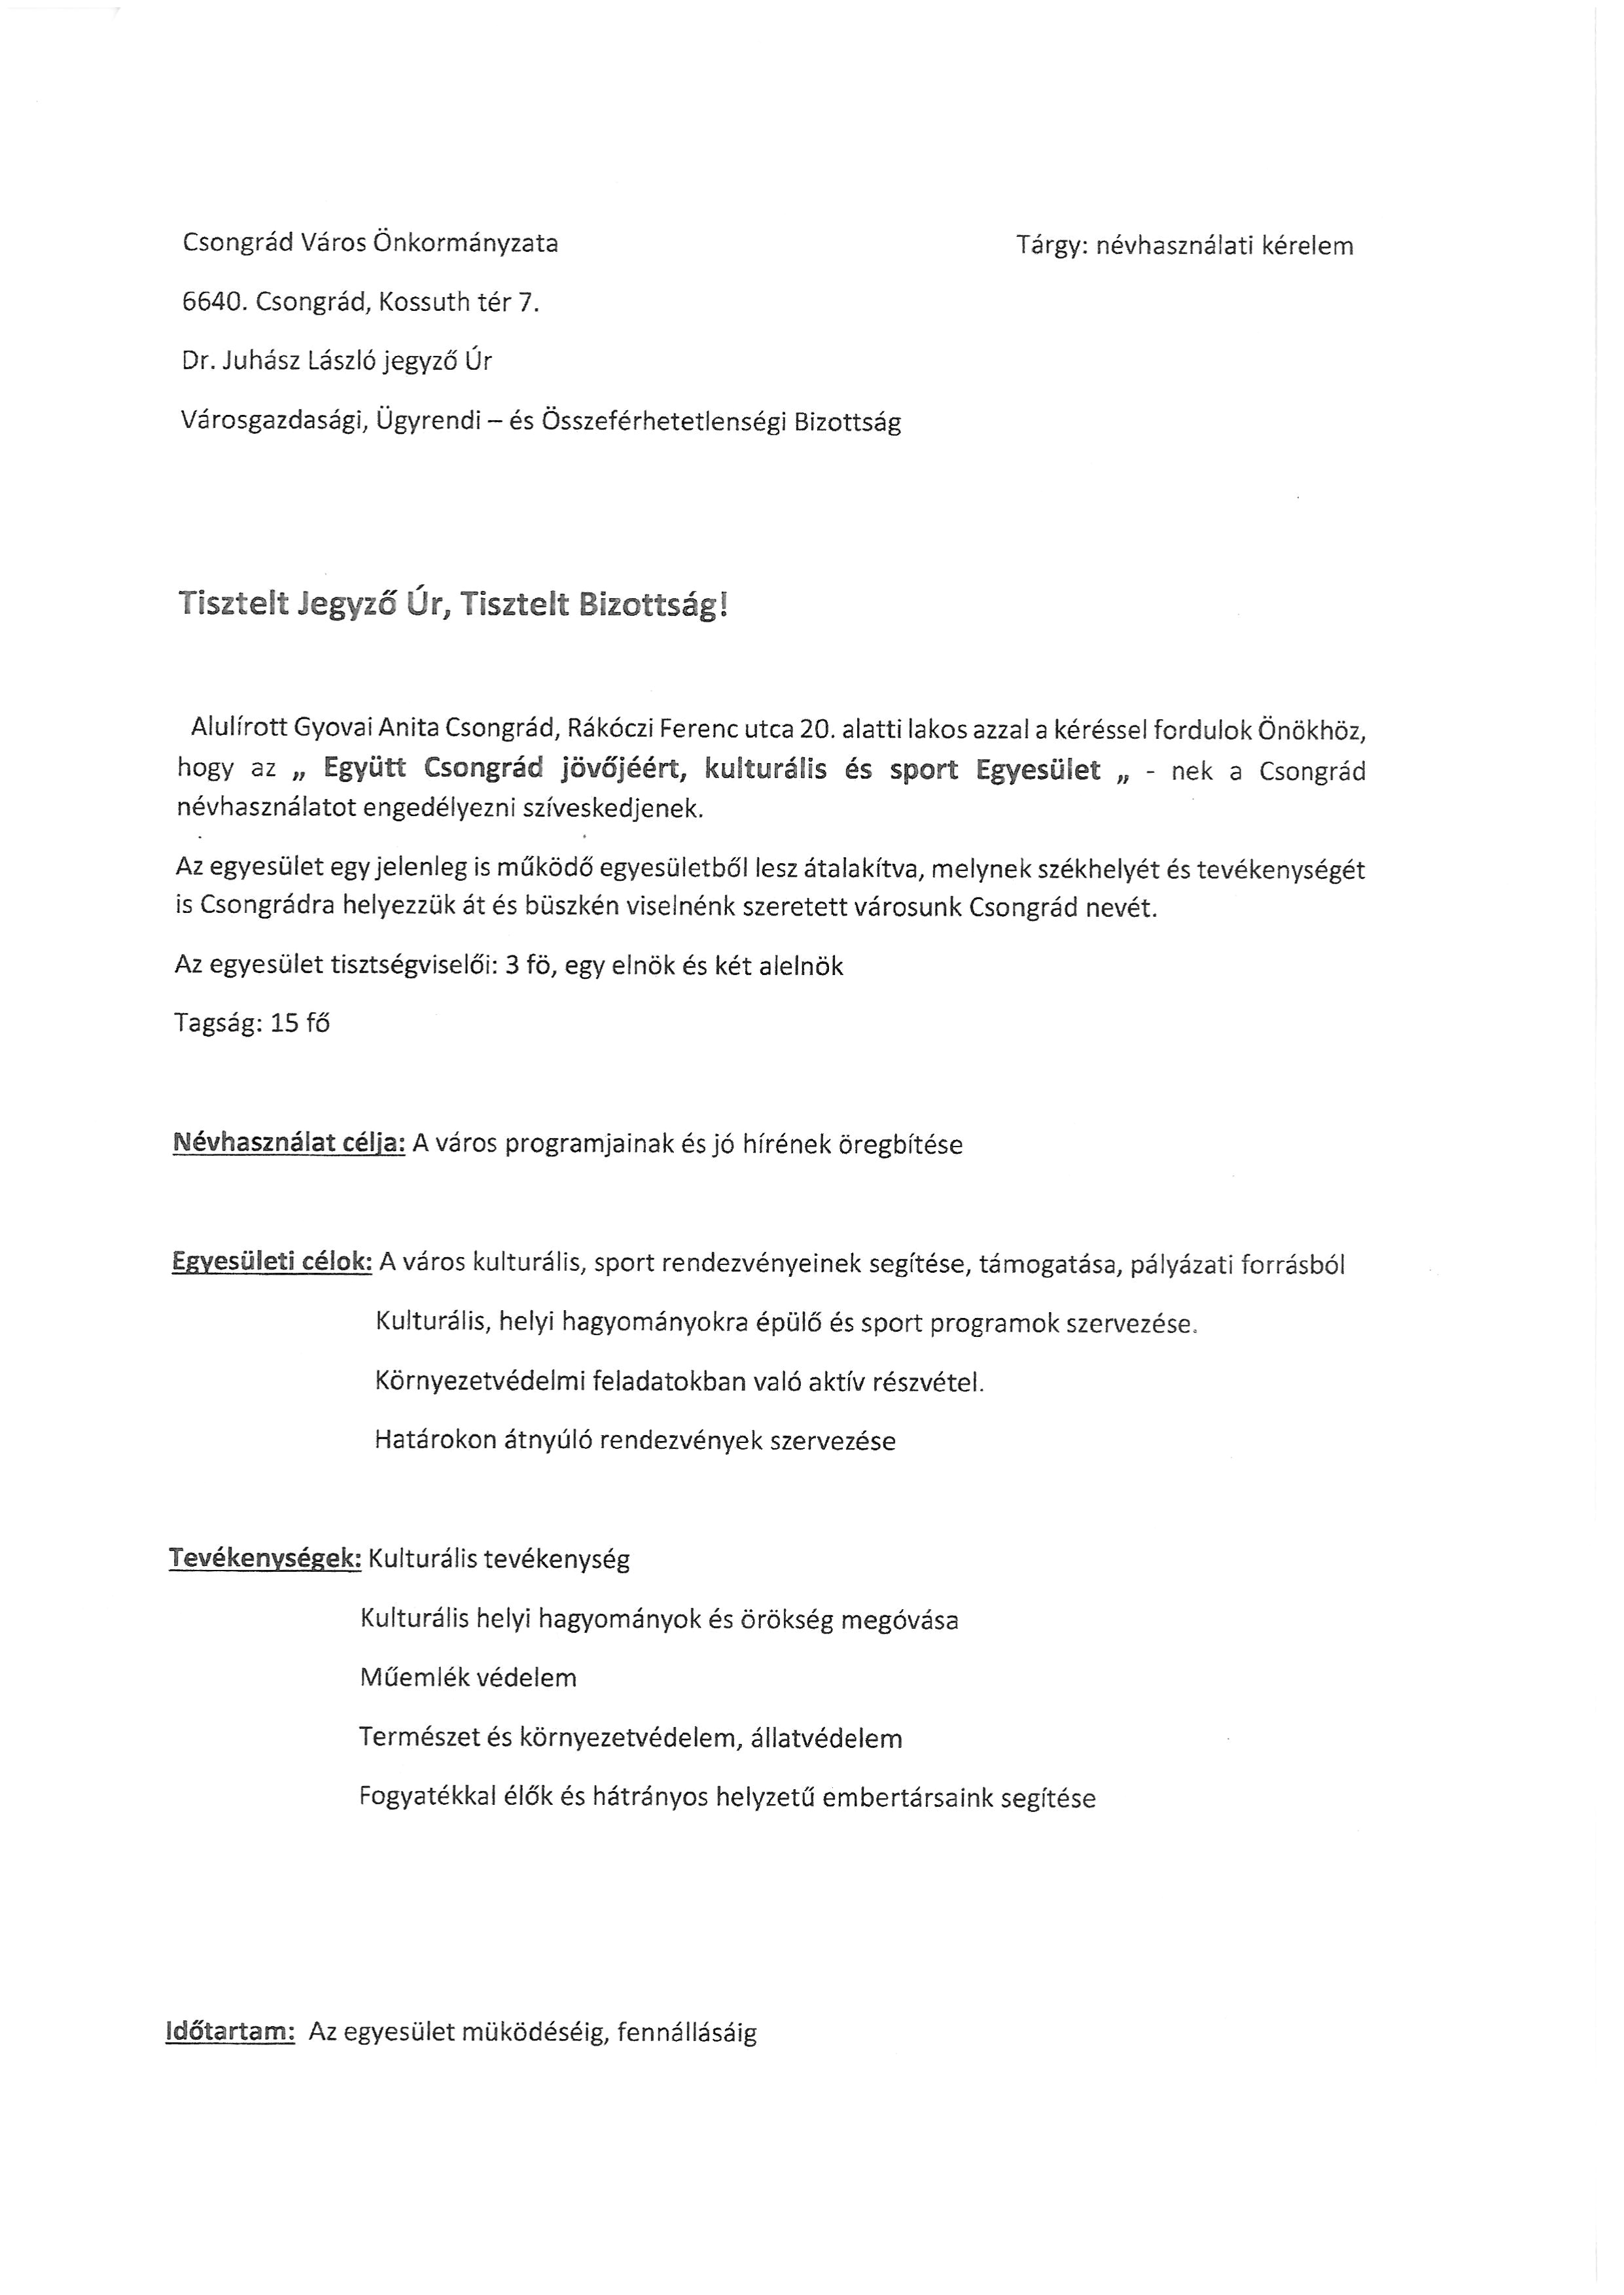 Csongrád Város Önkormányzata
Tárgy: névhasználati kérelem
6640. Csongrád, Kossuth tér 7.
Dr. Juhász László jegyző Úr
Városgazdasági, Ügyrendi – és Összeférhetetlenségi Bizottság
Tisztelt Jegyző Úr, Tisztelt Bizottság!
Alulírott Gyovai Anita Csongrád, Rákóczi Ferenc utca 20. alatti lakos azzal a kéréssel fordulok Önökhöz,
hogy az „ Együtt Csongrád jövőjéért, kulturális és sport Egyesület „ - nek a Csongrád
névhasználatot engedélyezni szíveskedjenek.
Az egyesület egy jelenleg is működő egyesületből lesz átalakítva, melynek székhelyét és tevékenységét
is Csongrádra helyezzük át és büszkén viselnénk szeretett városunk Csongrád nevét.
Az egyesület tisztségviselői: 3 fö, egy elnök és két alelnök
Tagság: 15 fő
Névhasználat célja: A város programjainak és jó hírének öregbítése
Egyesületi célok: A város kulturális, sport rendezvényeinek segítése, támogatása, pályázati forrásból
Kulturális, helyi hagyományokra épülő és sport programok szervezése.
Környezetvédelmi feladatokban való aktív részvétel.
Határokon átnyúló rendezvények szervezése
Tevékenységek: Kulturális tevékenység
Kulturális helyi hagyományok és örökség megóvása
Műemlék védelem
Természet és környezetvédelem, állatvédelem
Fogyatékkal élők és hátrányos helyzetű embertársaink segítése
Időtartam: Az egyesület müködéséig, fennállásáig